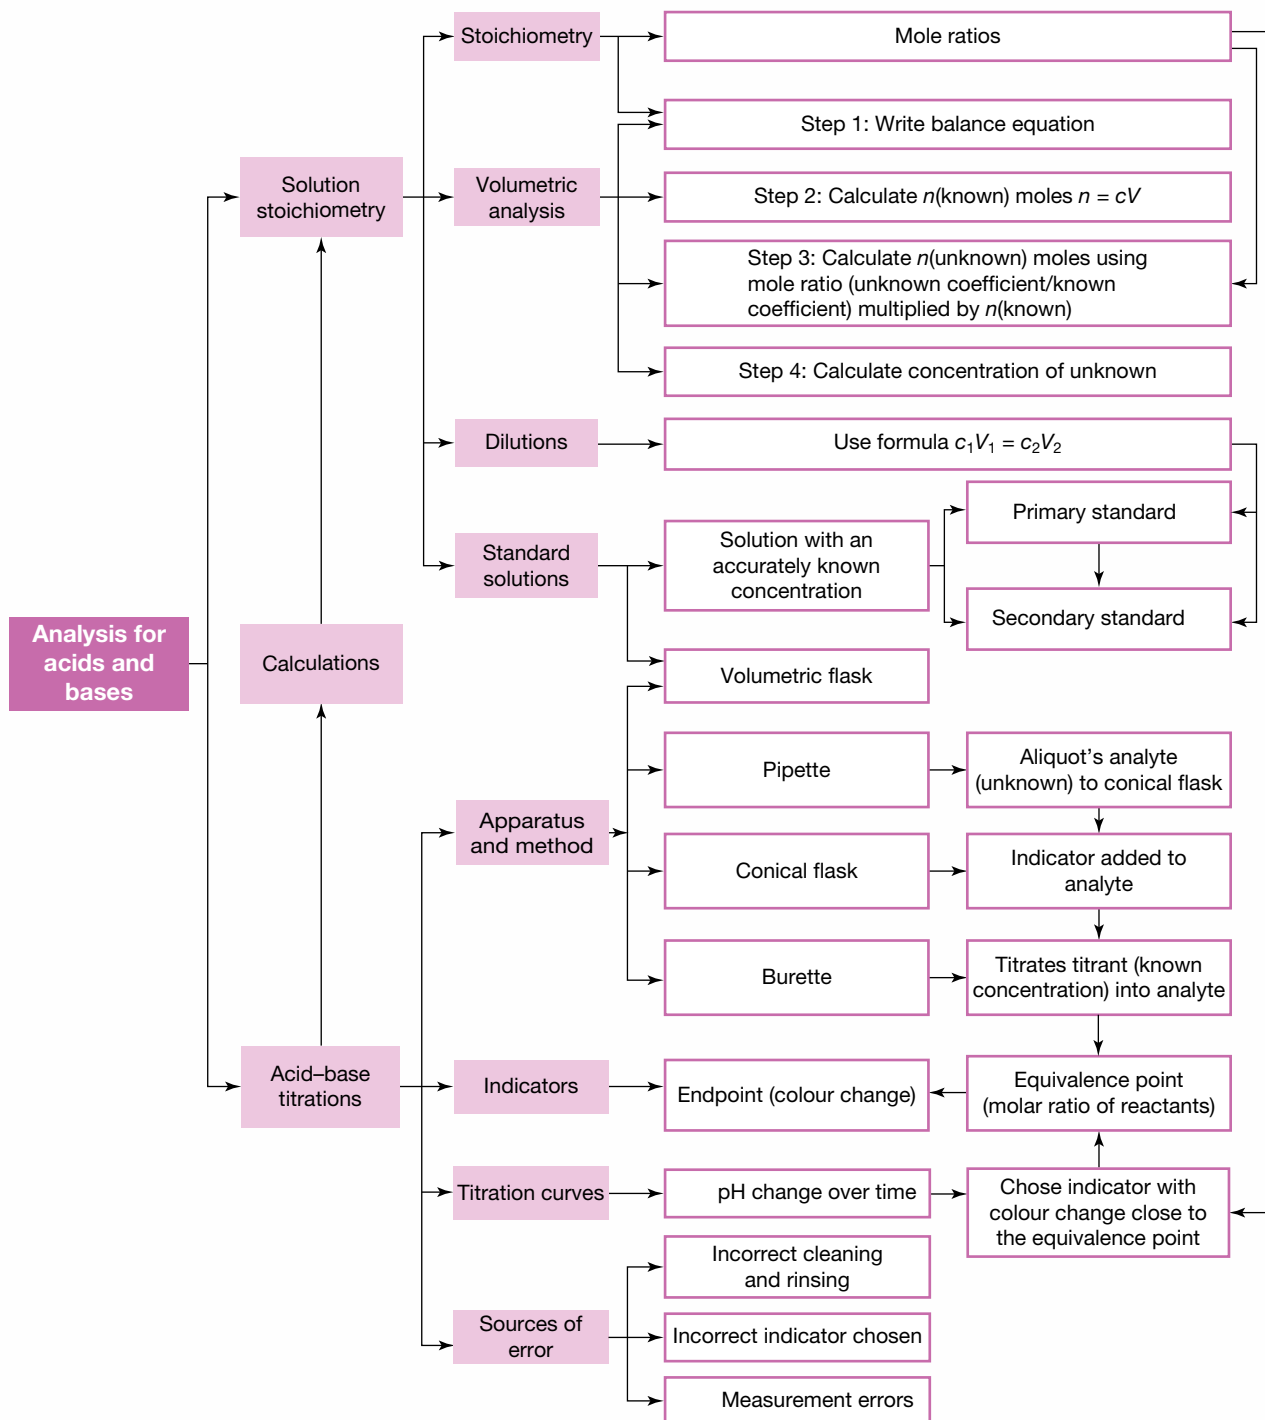 Stoichiometry
Mole ratios
Step 1: Write balance equation
Solution
stoichiometry
Volumetric
analysis
Step 2: Calculate n(known) moles n = cV
Step 3: Calculate n(unknown) moles using
mole ratio (unknown coefficient/known
coefficient) multiplied by n(known)
Step 4: Calculate concentration of unknown
Dilutions
Use formula c₁V₁ = c₂V₂
Standard
solutions
Solution with an
accurately known
concentration
Primary standard
Secondary standard
Analysis for
acids and
bases
Calculations
Volumetric flask
Apparatus
and method
Pipette
Aliquot's analyte
(unknown) to conical flask
Conical flask
Indicator added to
analyte
Burette
Titrates titrant (known
concentration) into analyte
Acid–base
titrations
Indicators
Endpoint (colour change)
Equivalence point
(molar ratio of reactants)
Titration curves
pH change over time
Chose indicator with
colour change close to
the equivalence point
Sources of
error
Incorrect cleaning
and rinsing
Incorrect indicator chosen
Measurement errors